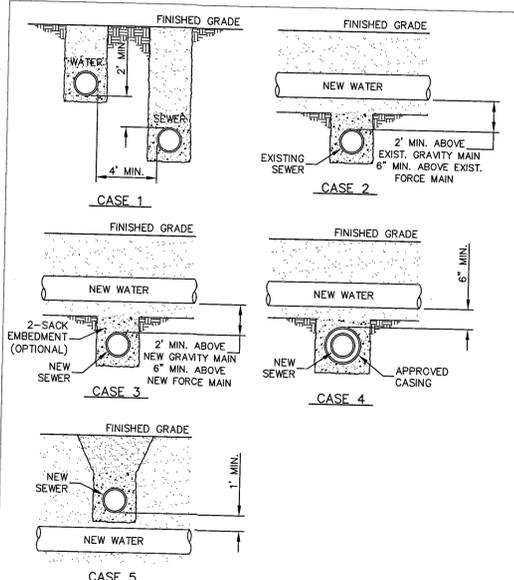 FINISHED GRADE
WATER
2' MIN.
SEWER
4' MIN.
CASE 1
FINISHED GRADE
NEW WATER
EXISTING
SEWER
2' MIN. ABOVE
EXIST. GRAVITY MAIN
6" MIN. ABOVE EXIST.
FORCE MAIN
CASE 2
FINISHED GRADE
NEW WATER
2-SACK
EMBEDMENT
(OPTIONAL)
NEW
SEWER
2' MIN. ABOVE
NEW GRAVITY MAIN
6" MIN. ABOVE
NEW FORCE MAIN
CASE 3
FINISHED GRADE
6" MIN.
NEW WATER
NEW
SEWER
APPROVED
CASING
CASE 4
FINISHED GRADE
NEW
SEWER
1' MIN.
NEW WATER
CASE 5